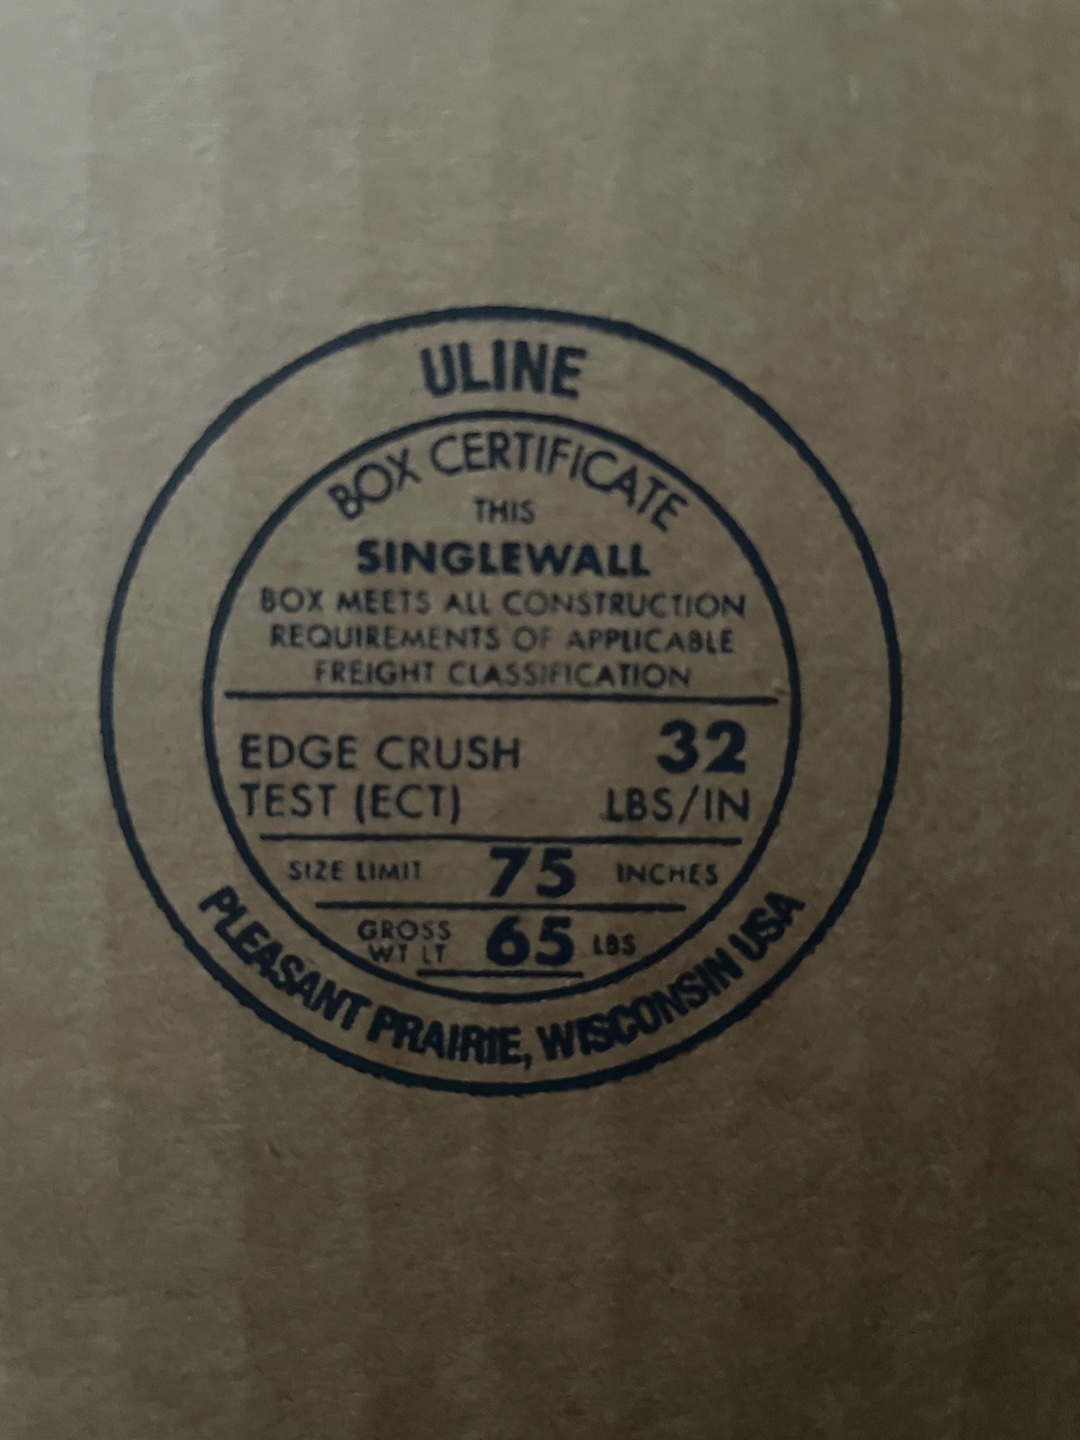 ULINE
BOX CERTIFICATE
THIS
SINGLEWALL
BOX MEETS ALL CONSTRUCTION
REQUIREMENTS OF APPLICABLE
FREIGHT CLASSIFICATION
EDGE CRUSH 32
TEST (ECT) LBS/IN
SIZE LIMIT 75 INCHES
GROSS
WT LT 65 LBS
PLEASANT PRAIRIE, WISCONSIN USA